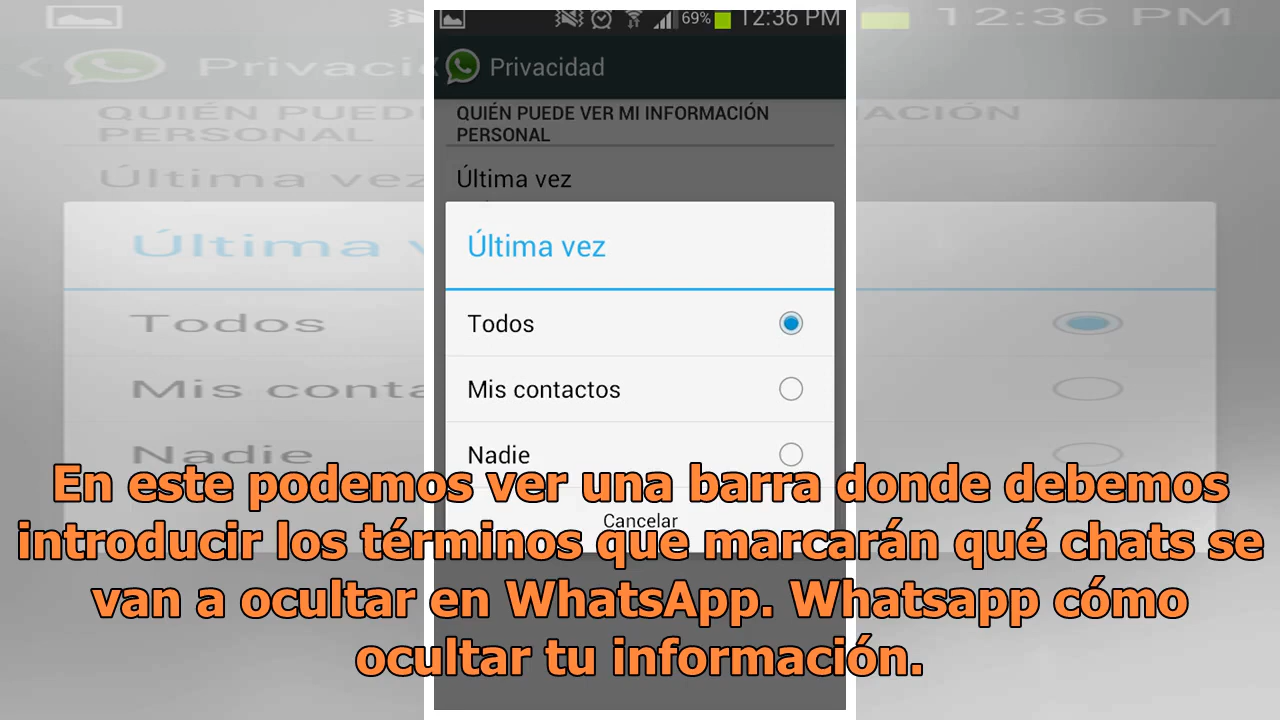 69% 12:36 PM
Privacidad
QUIÉN PUEDE VER MI INFORMACIÓN
PERSONAL
Última vez
Última vez
Todos
Mis contactos
Nadie
Cancelar
En este podemos ver una barra donde debemos
introducir los términos que marcarán qué chats se
van a ocultar en WhatsApp. Whatsapp cómo
ocultar tu información.